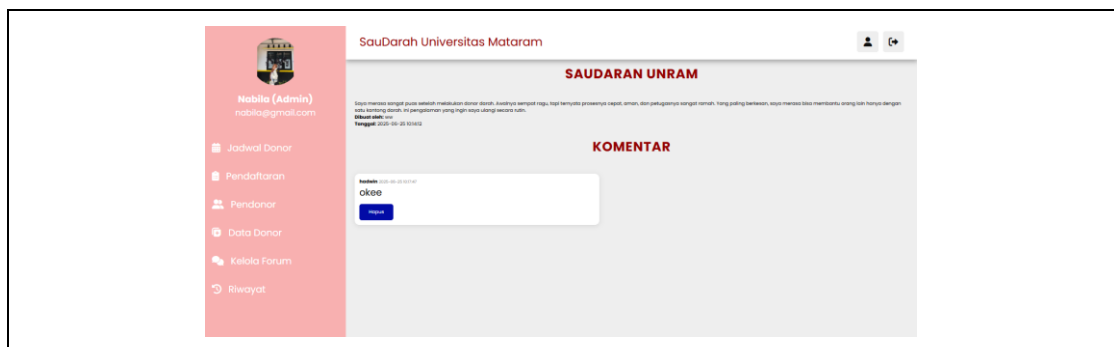 SauDarah Universitas Mataram
Nabila (Admin)
nabila@gmail.com
Jadwal Donor
Pendaftaran
Pendonor
Data Donor
Kelola Forum
Riwayat
SAUDARAN UNRAM
Saya merasa sangat puas setelah melakukan donor darah. Awalnya sempat ragu, tapi ternyata prosesnya cepat, aman, dan petugasnya sangat ramah. Yang paling berkesan, saya merasa bisa membantu orang lain hanya dengan
satu kantong darah. Ini pengalaman yang ingin saya ulangi secara rutin.
Dibuat oleh:
Tanggal:
KOMENTAR
okee
Hapus